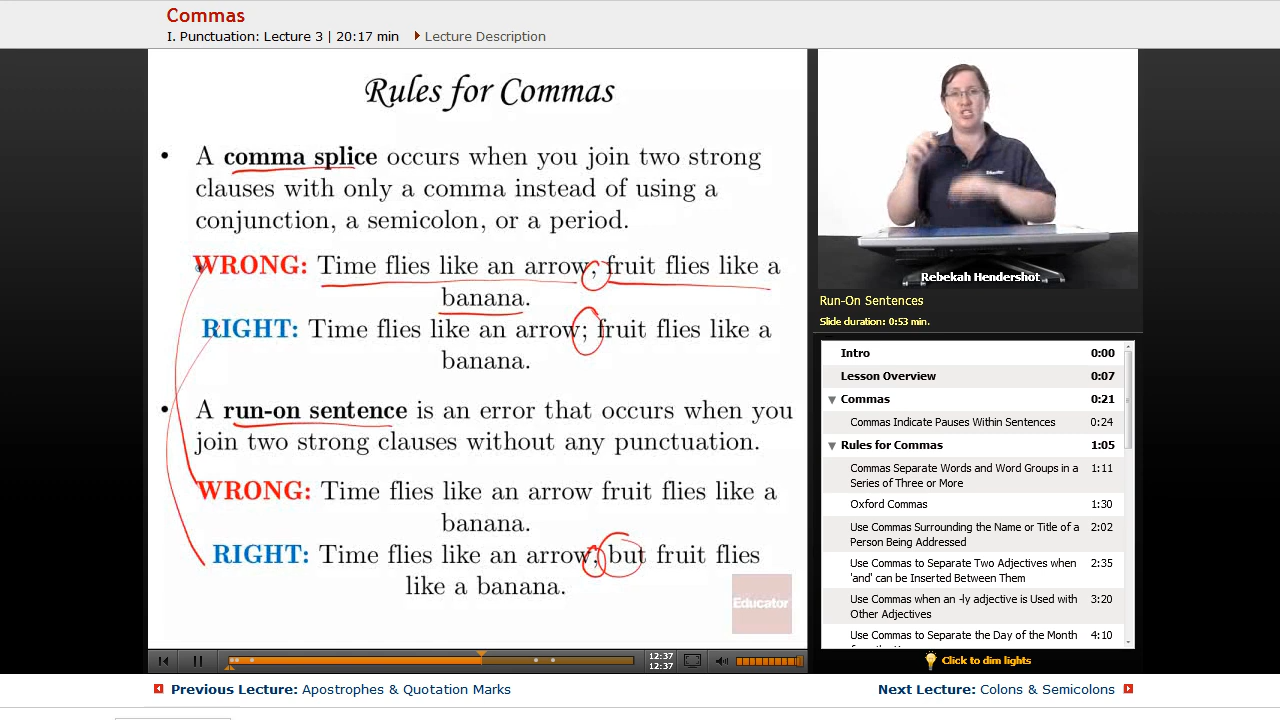 Commas
I. Punctuation: Lecture 3 | 20:17 min
Lecture Description
Rules for Commas
• A comma splice occurs when you join two strong
clauses with only a comma instead of using a
conjunction, a semicolon, or a period.
WRONG: Time flies like an arrow, fruit flies like a
banana.
RIGHT: Time flies like an arrow; fruit flies like a
banana.
• A run-on sentence is an error that occurs when you
join two strong clauses without any punctuation.
WRONG: Time flies like an arrow fruit flies like a
banana.
RIGHT: Time flies like an arrow, but fruit flies
like a banana.
Educator
12:37
12:37
Educator
Rebekah Hendershot
Run-On Sentences
Slide duration: 0:53 min.
Intro 0:00
Lesson Overview 0:07
Commas 0:21
Commas Indicate Pauses Within Sentences 0:24
Rules for Commas 1:05
Commas Separate Words and Word Groups in a 1:11
Series of Three or More
Oxford Commas 1:30
Use Commas Surrounding the Name or Title of a 2:02
Person Being Addressed
Use Commas to Separate Two Adjectives when 2:35
'and' can be Inserted Between Them
Use Commas when an -ly adjective is Used with 3:20
Other Adjectives
Use Commas to Separate the Day of the Month 4:10
Click to dim lights
Previous Lecture: Apostrophes & Quotation Marks
Next Lecture: Colons & Semicolons